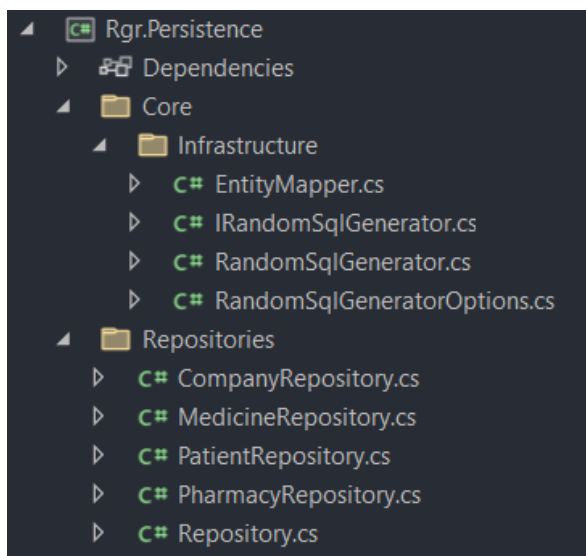 C# Rgr.Persistence
Dependencies
Core
Infrastructure
C# EntityMapper.cs
C# IRandomSqlGenerator.cs
C# RandomSqlGenerator.cs
C# RandomSqlGeneratorOptions.cs
Repositories
C# CompanyRepository.cs
C# MedicineRepository.cs
C# PatientRepository.cs
C# PharmacyRepository.cs
C# Repository.cs